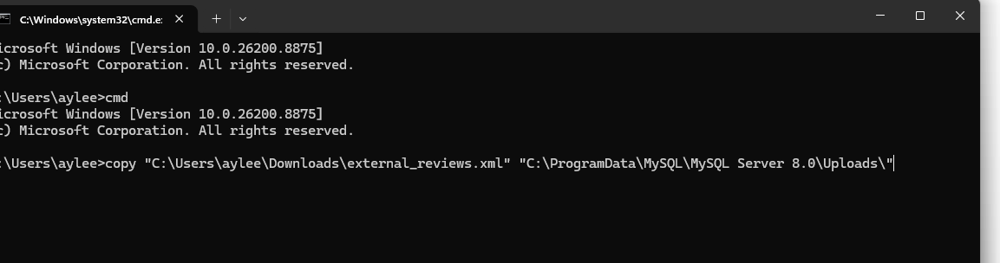 C:\Windows\system32\cmd.e:
icrosoft Windows [Version 10.0.26200.8875]
c) Microsoft Corporation. All rights reserved.
:\Users\aylee>cmd
icrosoft Windows [Version 10.0.26200.8875]
c) Microsoft Corporation. All rights reserved.
:\Users\aylee>copy "C:\Users\aylee\Downloads\external_reviews.xml" "C:\ProgramData\MySQL\MySQL Server 8.0\Uploads\"